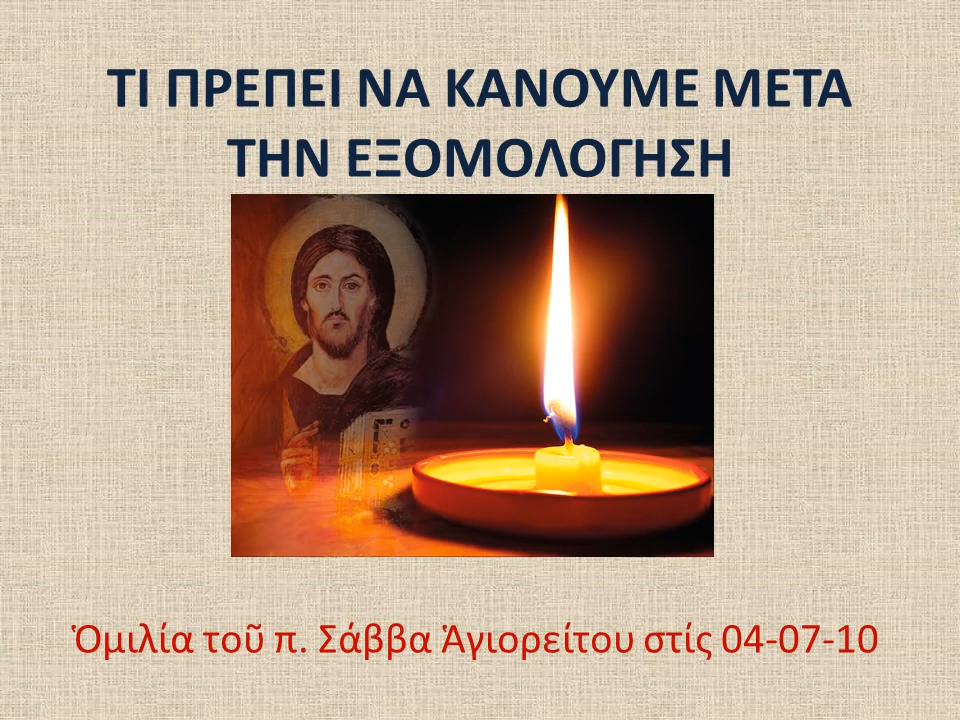 ΤΙ ΠΡΕΠΕΙ ΝΑ ΚΑΝΟΥΜΕ ΜΕΤΑ
ΤΗΝ ΕΞΟΜΟΛΟΓΗΣΗ
Ὁμιλία τοῦ π. Σάββα Ἁγιορείτου στίς 04-07-10